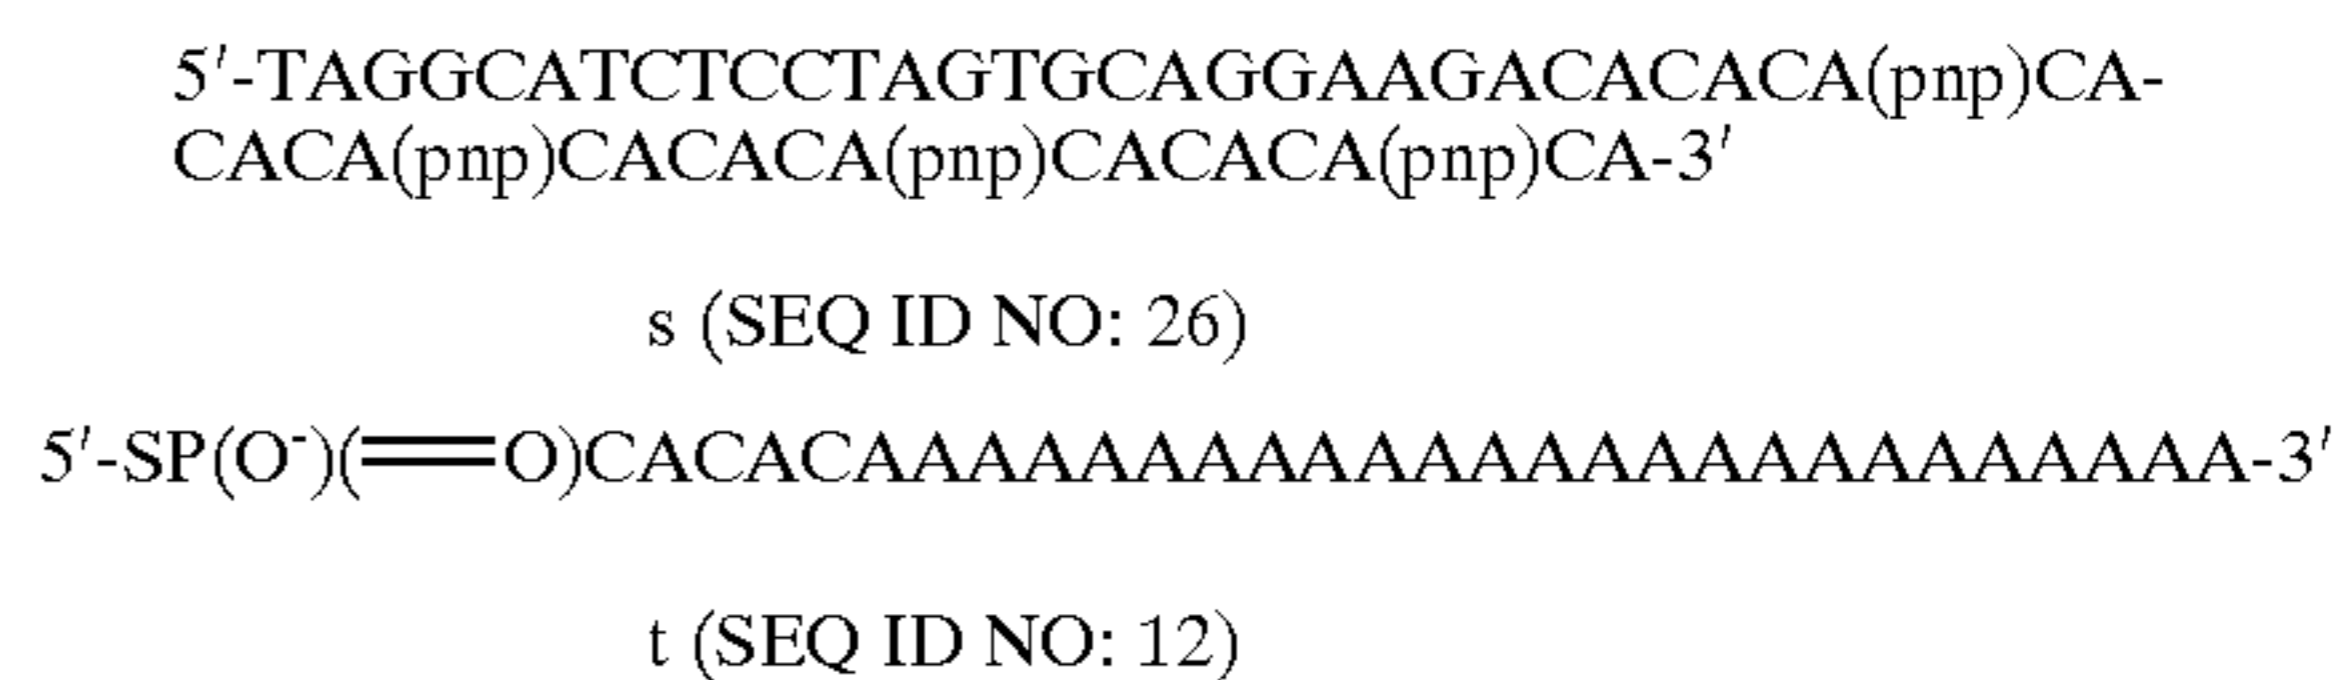 5′-TAGGCATCTCCTAGTGCAGGAAGACACACA(pnp)CA-
CACA(pnp)CACACA(pnp)CACACA(pnp)CA-3′
s (SEQ ID NO: 26)
5′-SP(O⁻)(═O)CACACAAAAAAAAAAAAAAAAAAAAAAAAA-3′
t (SEQ ID NO: 12)